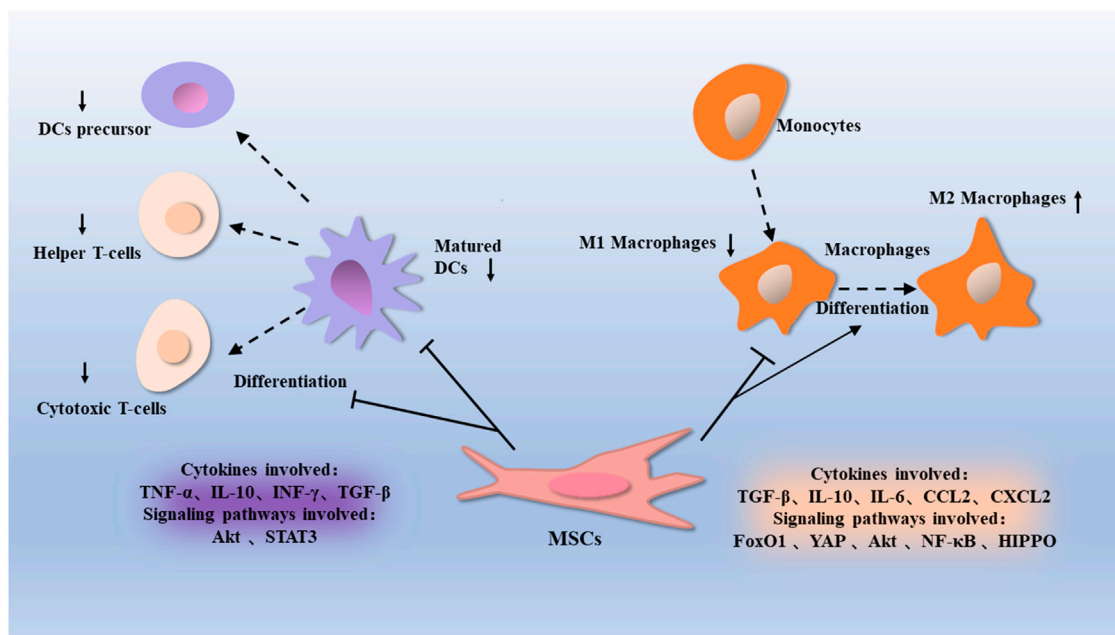 DCs precursor
Helper T-cells
Cytotoxic T-cells
Matured
DCs
Differentiation
Monocytes
M2 Macrophages
M1 Macrophages
Macrophages
Differentiation
MSCs
Cytokines involved：
TNF-α、IL-10、INF-γ、TGF-β
Signaling pathways involved：
Akt 、STAT3
Cytokines involved：
TGF-β、IL-10、IL-6、CCL2、CXCL2
Signaling pathways involved：
FoxO1 、YAP 、Akt 、NF-κB 、HIPPO